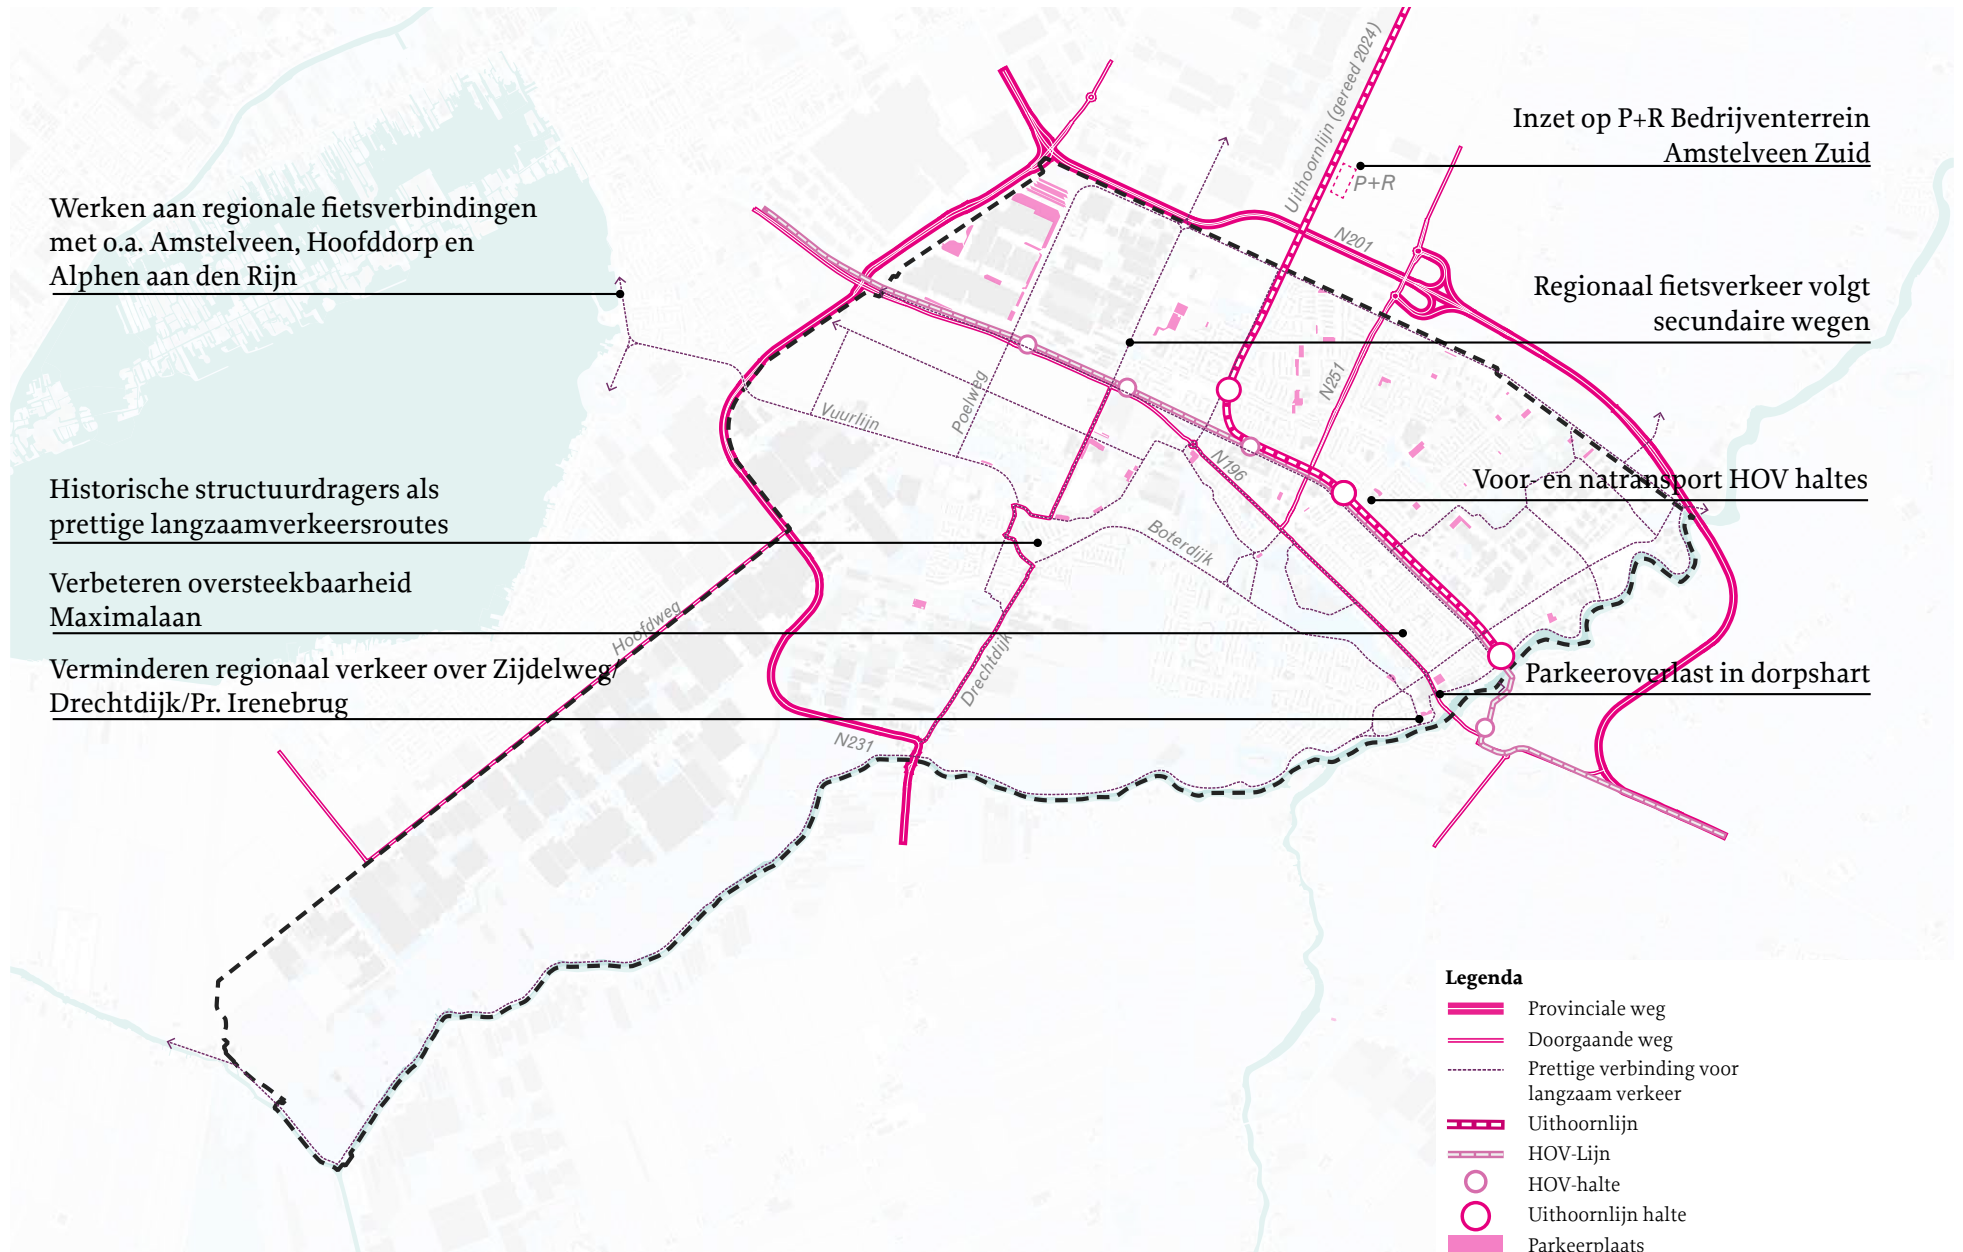 Uithoornlijn (gereed 2024)
Inzet op P+R Bedrijventerrein
Amstelveen Zuid
P+R
Werken aan regionale fietsverbindingen
met o.a. Amstelveen, Hoofddorp en
Alphen aan den Rijn
N201
Regionaal fietsverkeer volgt
secundaire wegen
N251
Poelweg
Vuurlijn
N196
Voor- en natransport HOV haltes
Historische structuurdragers als
prettige langzaamverkeersroutes
Boterdijk
Verbeteren oversteekbaarheid
Maximalaan
Hoofdweg
Drechtdijk
Verminderen regionaal verkeer over Zijdelweg/
Drechtdijk/Pr. Irenebrug
Parkeeroverlast in dorpshart
N231
Legenda
Provinciale weg
Doorgaande weg
Prettige verbinding voor
langzaam verkeer
Uithoornlijn
HOV-Lijn
HOV-halte
Uithoornlijn halte
Parkeerplaats